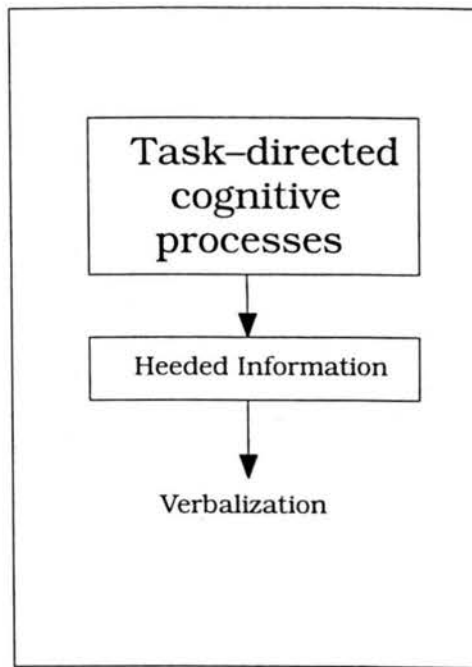 Task–directed
cognitive
processes
Heeded Information
Verbalization